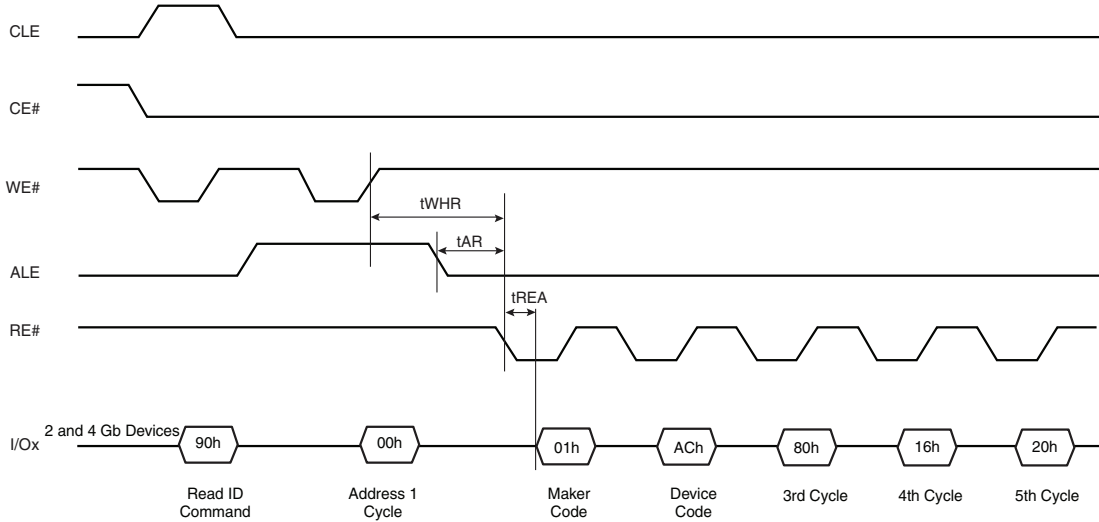 CLE
CE#
WE#
tWHR
tAR
ALE
tREA
RE#
2 and 4 Gb Devices
I/Ox
90h
00h
01h
ACh
80h
16h
20h
Read ID
Command
Address 1
Cycle
Maker
Code
Device
Code
3rd Cycle
4th Cycle
5th Cycle